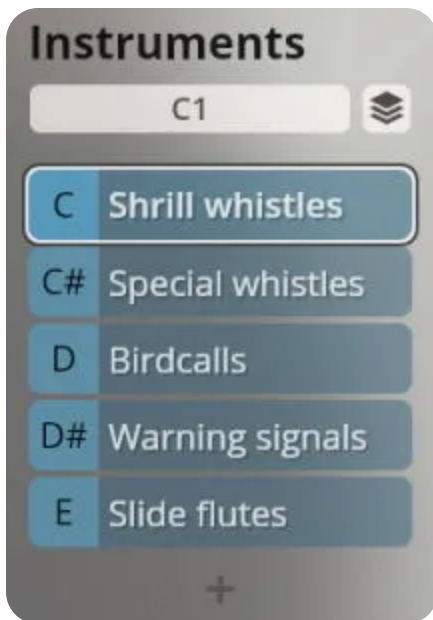 Instruments
C1
C Shrill whistles
C# Special whistles
D Birdcalls
D# Warning signals
E Slide flutes
+